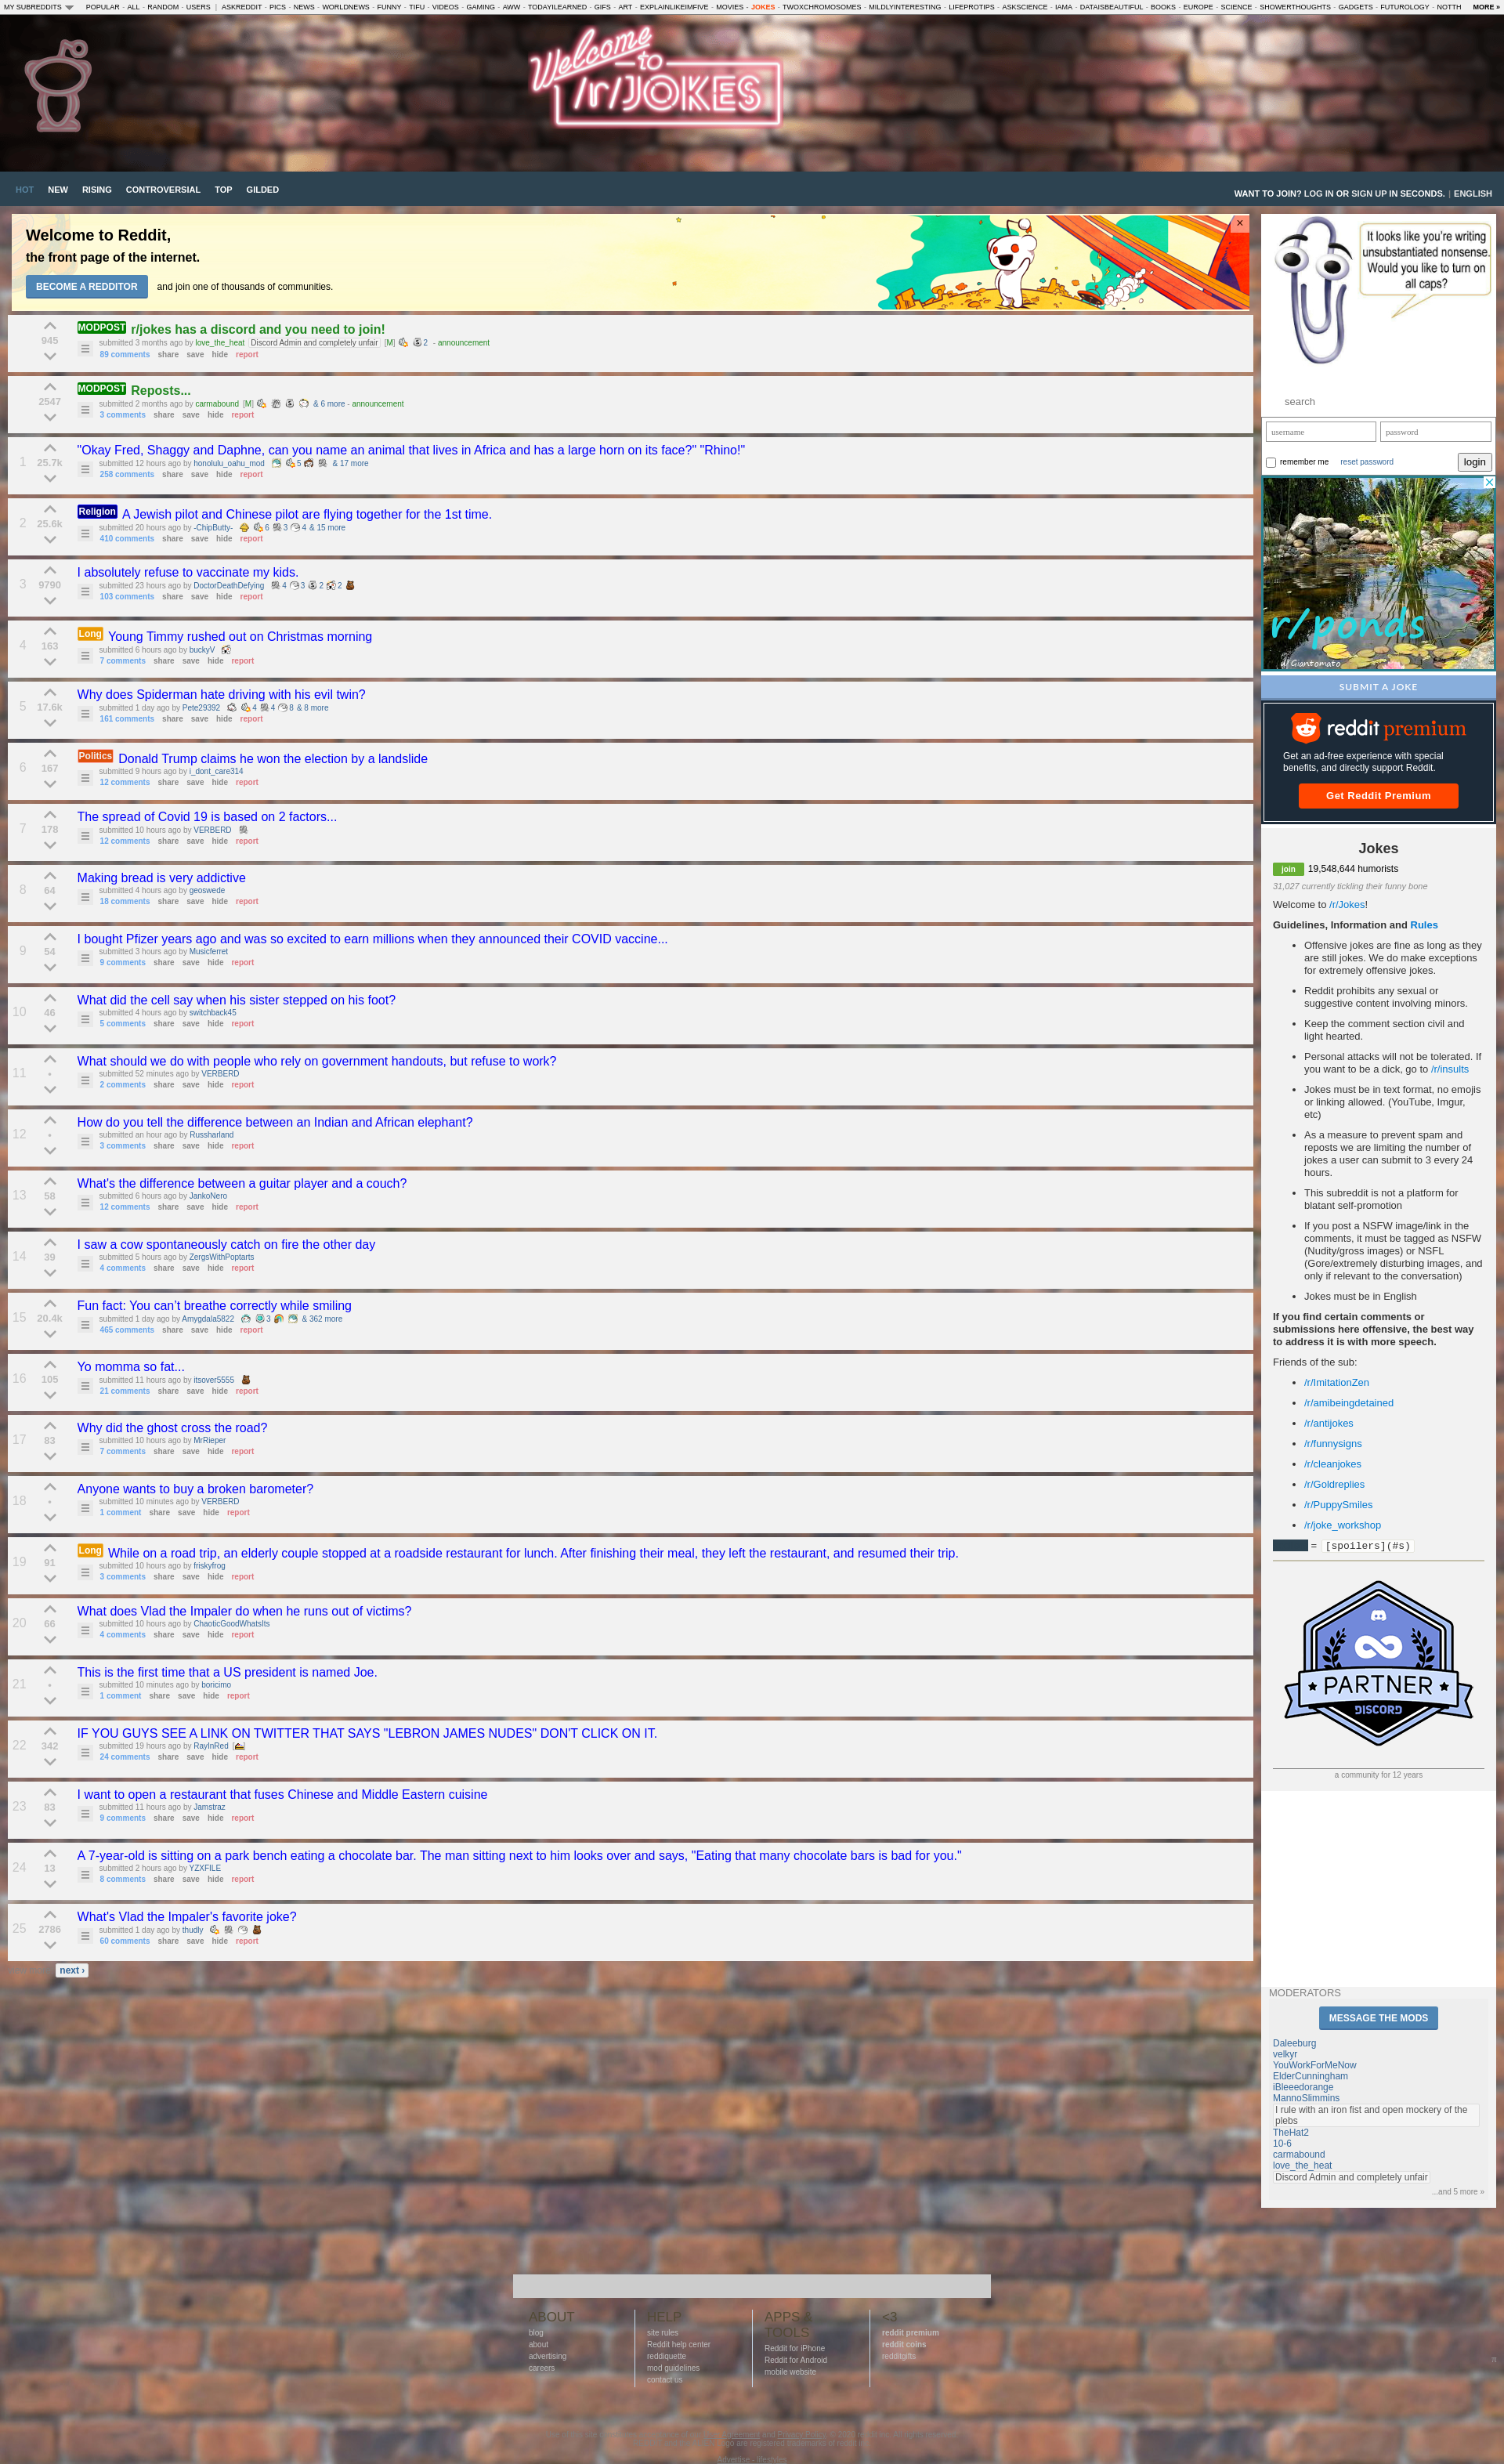 MY SUBREDDITS POPULAR - ALL - RANDOM - USERS | ASKREDDIT - PICS - NEWS - WORLDNEWS - FUNNY - TIFU - VIDEOS - GAMING - AWW - TODAYILEARNED - GIFS - ART - EXPLAINLIKEIMFIVE - MOVIES - JOKES - TWOXCHROMOSOMES - MILDLYINTERESTING - LIFEPROTIPS - ASKSCIENCE - IAMA - DATAISBEAUTIFUL - BOOKS - EUROPE - SCIENCE - SHOWERTHOUGHTS - GADGETS - FUTUROLOGY - NOTTH MORE »
Welcome to /r/JOKES
HOT NEW RISING CONTROVERSIAL TOP GILDED
WANT TO JOIN? LOG IN OR SIGN UP IN SECONDS. | ENGLISH
Welcome to Reddit,
the front page of the internet.
BECOME A REDDITOR and join one of thousands of communities.
×
MODPOST r/jokes has a discord and you need to join!
945
submitted 3 months ago by love_the_heat Discord Admin and completely unfair [M] 2 - announcement
89 comments share save hide report
MODPOST Reposts...
2547
submitted 2 months ago by carmabound [M] & 6 more - announcement
3 comments share save hide report
"Okay Fred, Shaggy and Daphne, can you name an animal that lives in Africa and has a large horn on its face?" "Rhino!"
1 25.7k
submitted 12 hours ago by honolulu_oahu_mod 5 & 17 more
258 comments share save hide report
Religion A Jewish pilot and Chinese pilot are flying together for the 1st time.
2 25.6k
submitted 20 hours ago by -ChipButty- 6 3 4 & 15 more
410 comments share save hide report
I absolutely refuse to vaccinate my kids.
3 9790
submitted 23 hours ago by DoctorDeathDefying 4 3 2 2
103 comments share save hide report
Long Young Timmy rushed out on Christmas morning
4 163
submitted 6 hours ago by buckyV
7 comments share save hide report
Why does Spiderman hate driving with his evil twin?
5 17.6k
submitted 1 day ago by Pete29392 4 4 8 & 8 more
161 comments share save hide report
Politics Donald Trump claims he won the election by a landslide
6 167
submitted 9 hours ago by i_dont_care314
12 comments share save hide report
The spread of Covid 19 is based on 2 factors...
7 178
submitted 10 hours ago by VERBERD
12 comments share save hide report
Making bread is very addictive
8 64
submitted 4 hours ago by geoswede
18 comments share save hide report
I bought Pfizer years ago and was so excited to earn millions when they announced their COVID vaccine...
9 54
submitted 3 hours ago by Musicferret
9 comments share save hide report
What did the cell say when his sister stepped on his foot?
10 46
submitted 4 hours ago by switchback45
5 comments share save hide report
What should we do with people who rely on government handouts, but refuse to work?
11 •
submitted 52 minutes ago by VERBERD
2 comments share save hide report
How do you tell the difference between an Indian and African elephant?
12 •
submitted an hour ago by Russharland
3 comments share save hide report
What's the difference between a guitar player and a couch?
13 58
submitted 6 hours ago by JankoNero
12 comments share save hide report
I saw a cow spontaneously catch on fire the other day
14 39
submitted 5 hours ago by ZergsWithPoptarts
4 comments share save hide report
Fun fact: You can’t breathe correctly while smiling
15 20.4k
submitted 1 day ago by Amygdala5822 3 & 362 more
465 comments share save hide report
Yo momma so fat...
16 105
submitted 11 hours ago by itsover5555
21 comments share save hide report
Why did the ghost cross the road?
17 83
submitted 10 hours ago by MrRieper
7 comments share save hide report
Anyone wants to buy a broken barometer?
18 •
submitted 10 minutes ago by VERBERD
1 comment share save hide report
Long While on a road trip, an elderly couple stopped at a roadside restaurant for lunch. After finishing their meal, they left the restaurant, and resumed their trip.
19 91
submitted 10 hours ago by friskyfrog
3 comments share save hide report
What does Vlad the Impaler do when he runs out of victims?
20 66
submitted 10 hours ago by ChaoticGoodWhatsIts
4 comments share save hide report
This is the first time that a US president is named Joe.
21 •
submitted 10 minutes ago by boricimo
1 comment share save hide report
IF YOU GUYS SEE A LINK ON TWITTER THAT SAYS "LEBRON JAMES NUDES" DON'T CLICK ON IT.
22 342
submitted 19 hours ago by RayInRed
24 comments share save hide report
I want to open a restaurant that fuses Chinese and Middle Eastern cuisine
23 83
submitted 11 hours ago by Jamstraz
9 comments share save hide report
A 7-year-old is sitting on a park bench eating a chocolate bar. The man sitting next to him looks over and says, "Eating that many chocolate bars is bad for you."
24 13
submitted 2 hours ago by YZXFILE
8 comments share save hide report
What's Vlad the Impaler's favorite joke?
25 2786
submitted 1 day ago by thudly
60 comments share save hide report
next ›
It looks like you're writing
unsubstantiated nonsense.
Would you like to turn on
all caps?
search
username password
remember me reset password login
r/ponds
u/Giantomato
SUBMIT A JOKE
reddit premium
Get an ad-free experience with special
benefits, and directly support Reddit.
Get Reddit Premium
Jokes
join 19,548,644 humorists
31,027 currently tickling their funny bone
Welcome to /r/Jokes!
Guidelines, Information and Rules
• Offensive jokes are fine as long as they
are still jokes. We do make exceptions
for extremely offensive jokes.
• Reddit prohibits any sexual or
suggestive content involving minors.
• Keep the comment section civil and
light hearted.
• Personal attacks will not be tolerated. If
you want to be a dick, go to /r/insults
• Jokes must be in text format, no emojis
or linking allowed. (YouTube, Imgur,
etc)
• As a measure to prevent spam and
reposts we are limiting the number of
jokes a user can submit to 3 every 24
hours.
• This subreddit is not a platform for
blatant self-promotion
• If you post a NSFW image/link in the
comments, it must be tagged as NSFW
(Nudity/gross images) or NSFL
(Gore/extremely disturbing images, and
only if relevant to the conversation)
• Jokes must be in English
If you find certain comments or
submissions here offensive, the best way
to address it is with more speech.
Friends of the sub:
• /r/ImitationZen
• /r/amibeingdetained
• /r/antijokes
• /r/funnysigns
• /r/cleanjokes
• /r/Goldreplies
• /r/PuppySmiles
• /r/joke_workshop
= [spoilers](#s)
PARTNER
DISCORD
a community for 12 years
MODERATORS
MESSAGE THE MODS
Daleeburg
velkyr
YouWorkForMeNow
ElderCunningham
iBleeedorange
MannoSlimmins
I rule with an iron fist and open mockery of the
plebs
TheHat2
10-6
carmabound
love_the_heat
Discord Admin and completely unfair
...and 5 more »
ABOUT
blog
about
advertising
careers
HELP
site rules
Reddit help center
reddiquette
mod guidelines
contact us
APPS &
TOOLS
Reddit for iPhone
Reddit for Android
mobile website
<3
reddit premium
reddit coins
redditgifts
π